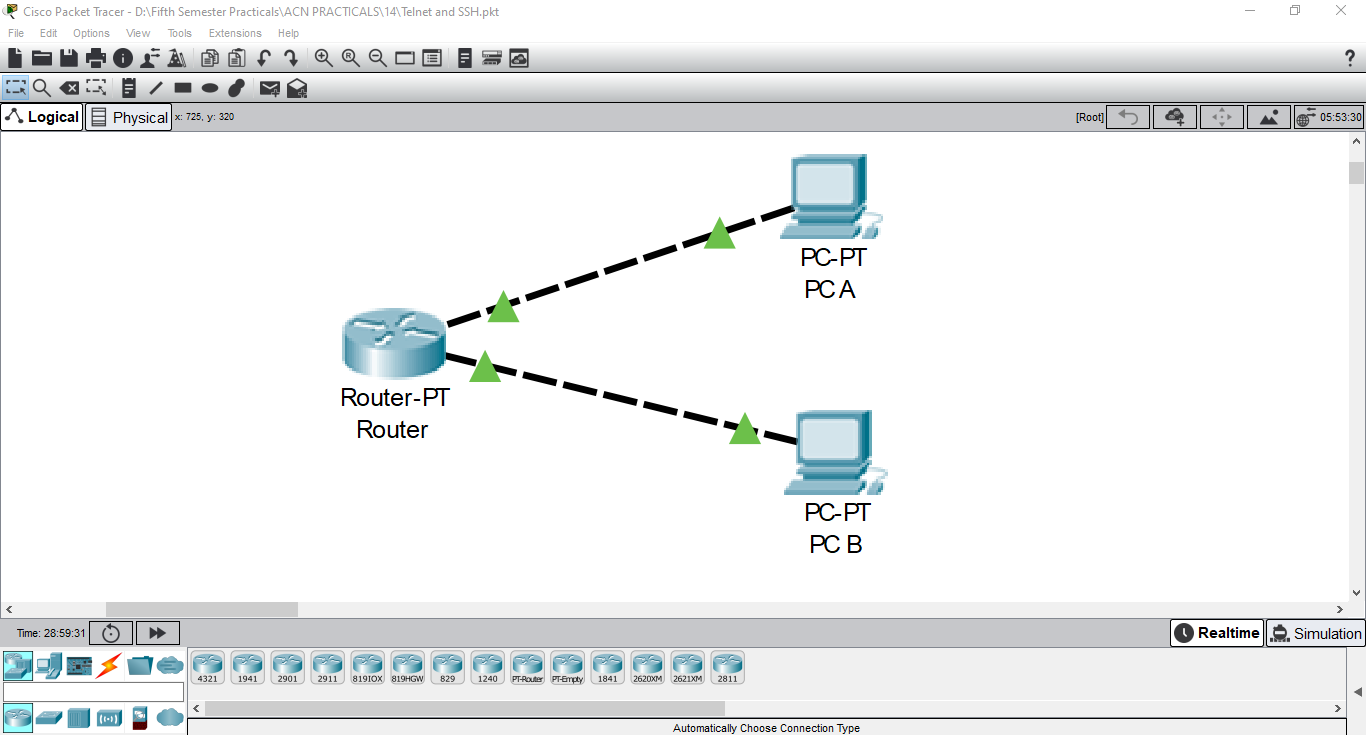 Cisco Packet Tracer - D:\Fifth Semester Practicals\ACN PRACTICALS\14\Telnet and SSH.pkt
File Edit Options View Tools Extensions Help
?
Logical Physical x: 725, y: 320 [Root] 05:53:30
PC-PT
PC A
Router-PT
Router
PC-PT
PC B
Time: 28:59:31 Realtime Simulation
4321 1941 2901 2911 819IOX 819HGW 829 1240 PT-Router PT-Empty 1841 2620XM 2621XM 2811
Automatically Choose Connection Type